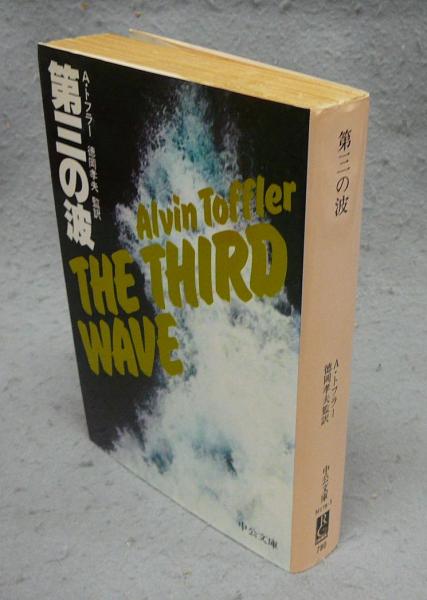 第三の波
A・トフラー 徳岡孝夫 監訳
Alvin Toffler
THE THIRD
WAVE
中公文庫
第三の波
A・トフラー
徳岡孝夫監訳
中公文庫
780